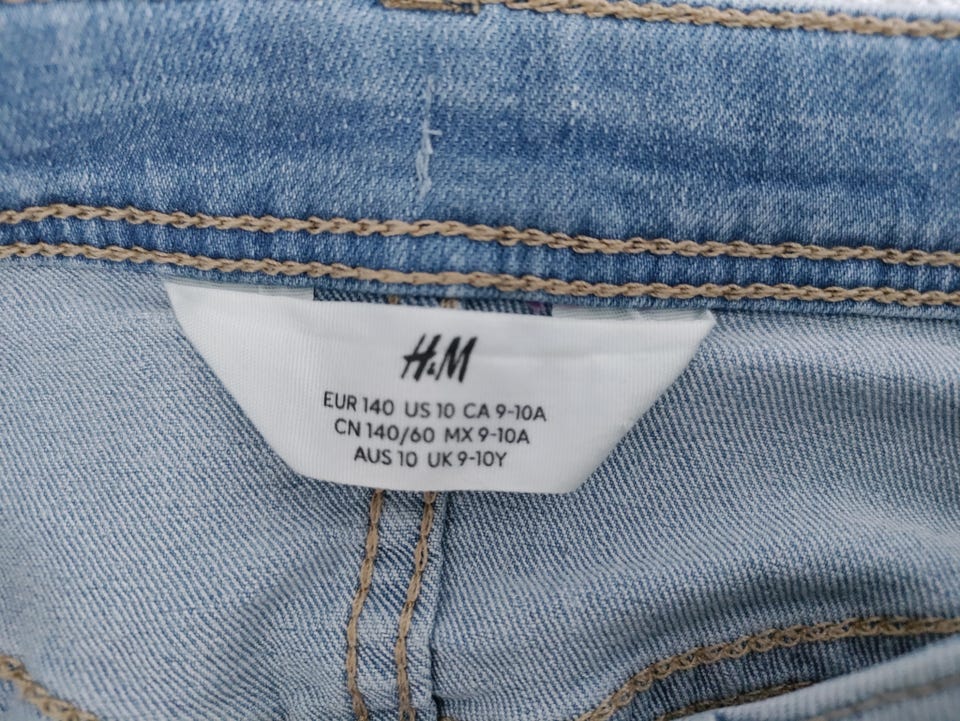 H&M
EUR 140 US 10 CA 9-10A
CN 140/60 MX 9-10A
AUS 10 UK 9-10Y